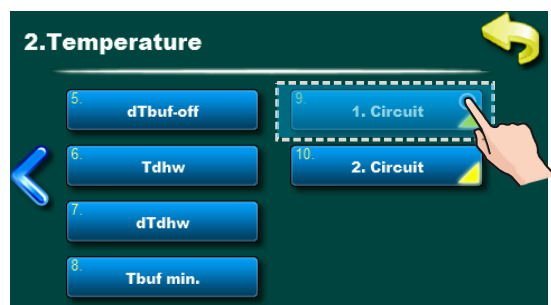 2.Temperature
5. dTbuf-off
6. Tdhw
7. dTdhw
8. Tbuf min.
9. 1. Circuit
10. 2. Circuit